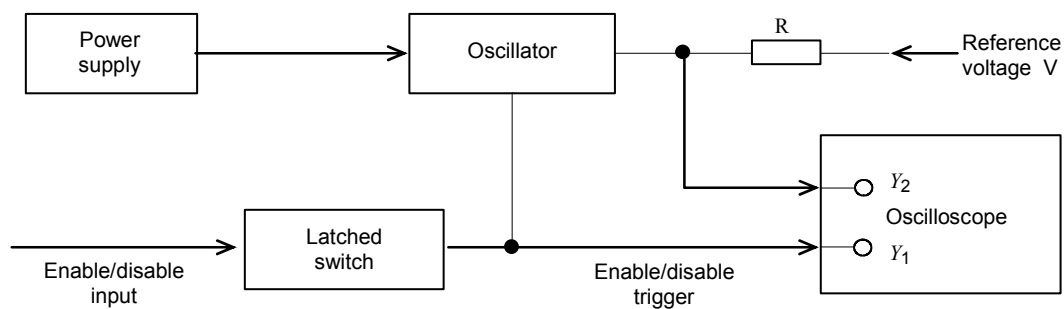 Power
supply
Oscillator
R
Reference
voltage V
Y2
Oscilloscope
Y1
Latched
switch
Enable/disable
input
Enable/disable
trigger